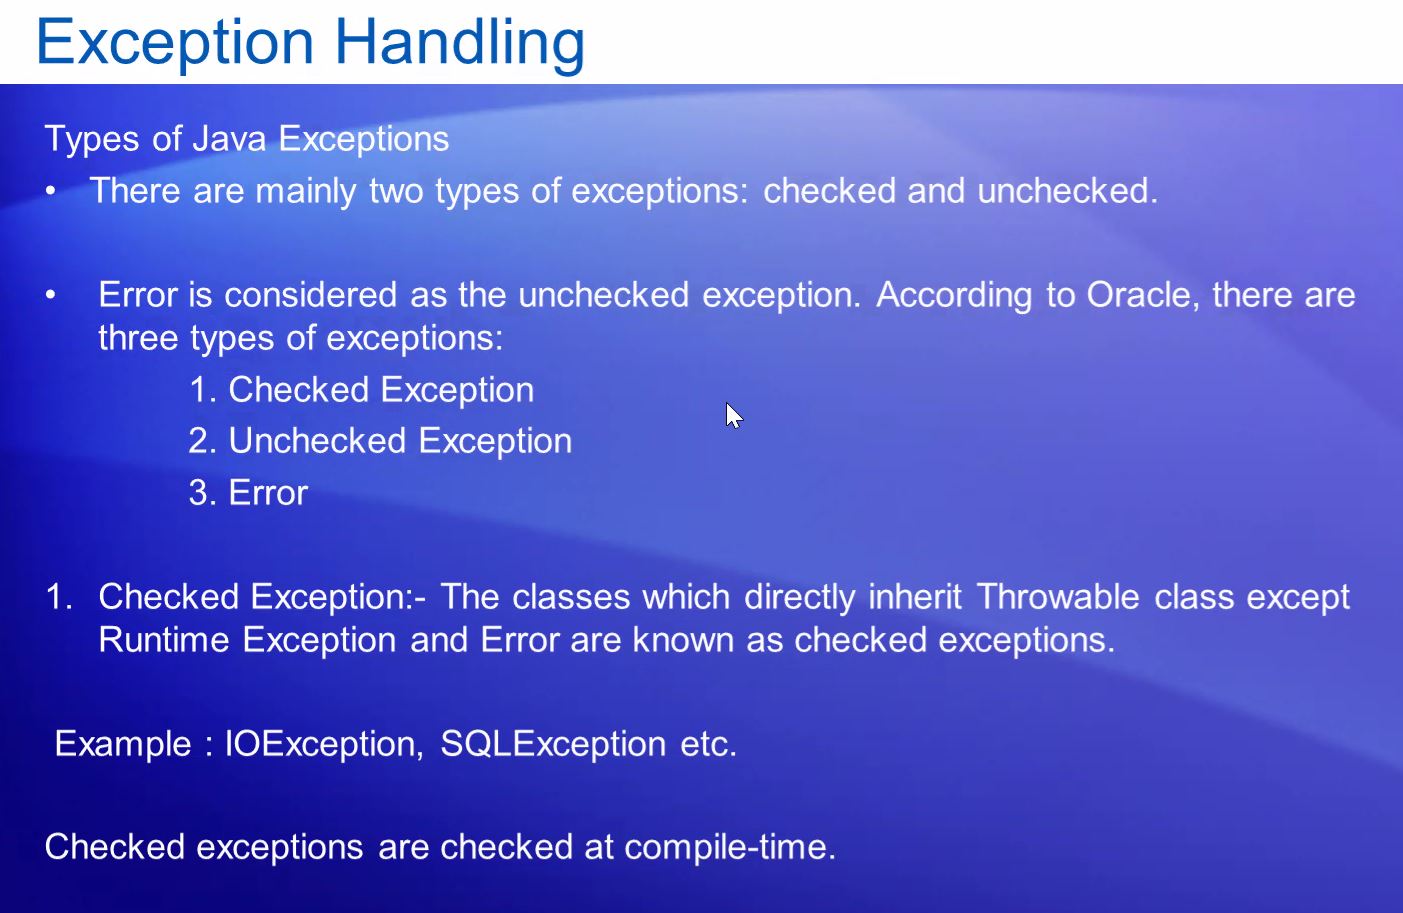 Exception Handling
Types of Java Exceptions
• There are mainly two types of exceptions: checked and unchecked.
• Error is considered as the unchecked exception. According to Oracle, there are
three types of exceptions:
1. Checked Exception
2. Unchecked Exception
3. Error
1. Checked Exception:- The classes which directly inherit Throwable class except
Runtime Exception and Error are known as checked exceptions.
Example : IOException, SQLException etc.
Checked exceptions are checked at compile-time.